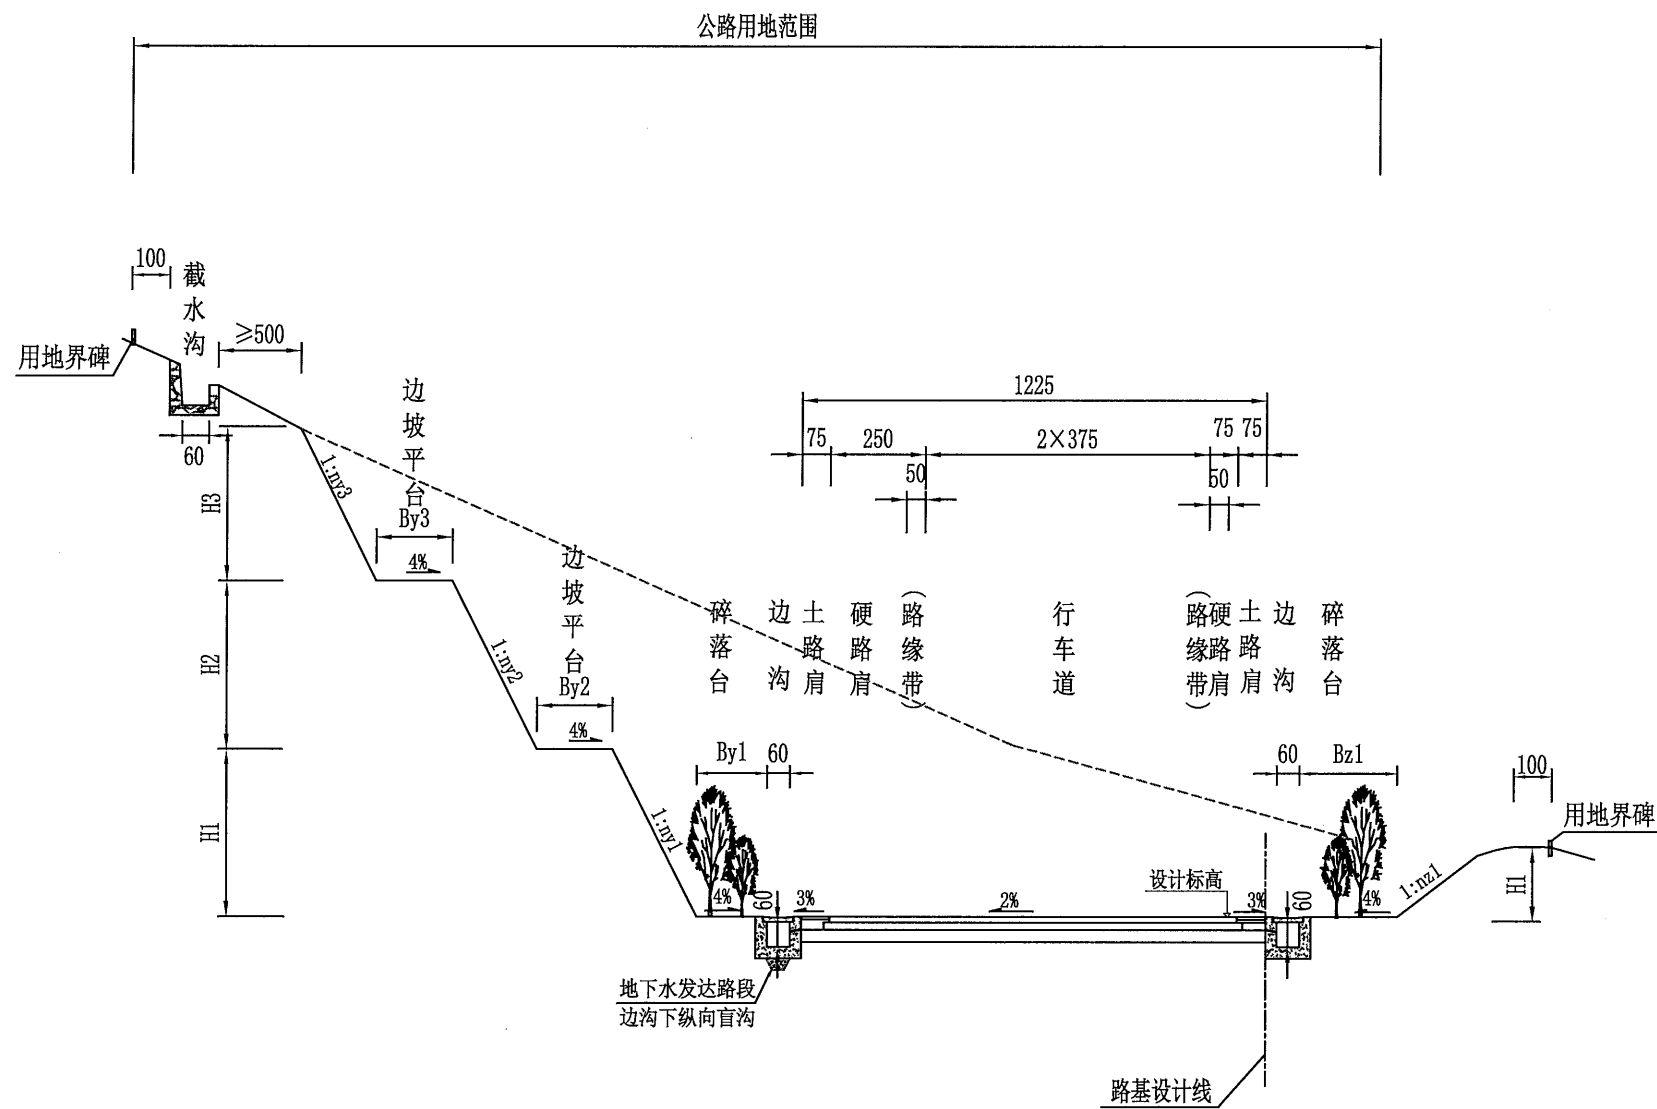 公路用地范围
100
截水沟
≥500
用地界碑
60
边坡平台
1225
75
250
2×375
75
75
50
50
1:ny3
H3
By3
4%
边坡平台
碎落台
边沟
土路肩
硬路肩
(路缘带)
行车道
(路缘带)
硬路肩
土路肩
边沟
碎落台
1:ny2
H2
By2
4%
By1
60
60
Bz1
100
用地界碑
H1
1:ny1
4%
60
3%
2%
设计标高
3%
60
4%
1:nz1
H1
地下水发达路段
边沟下纵向盲沟
路基设计线